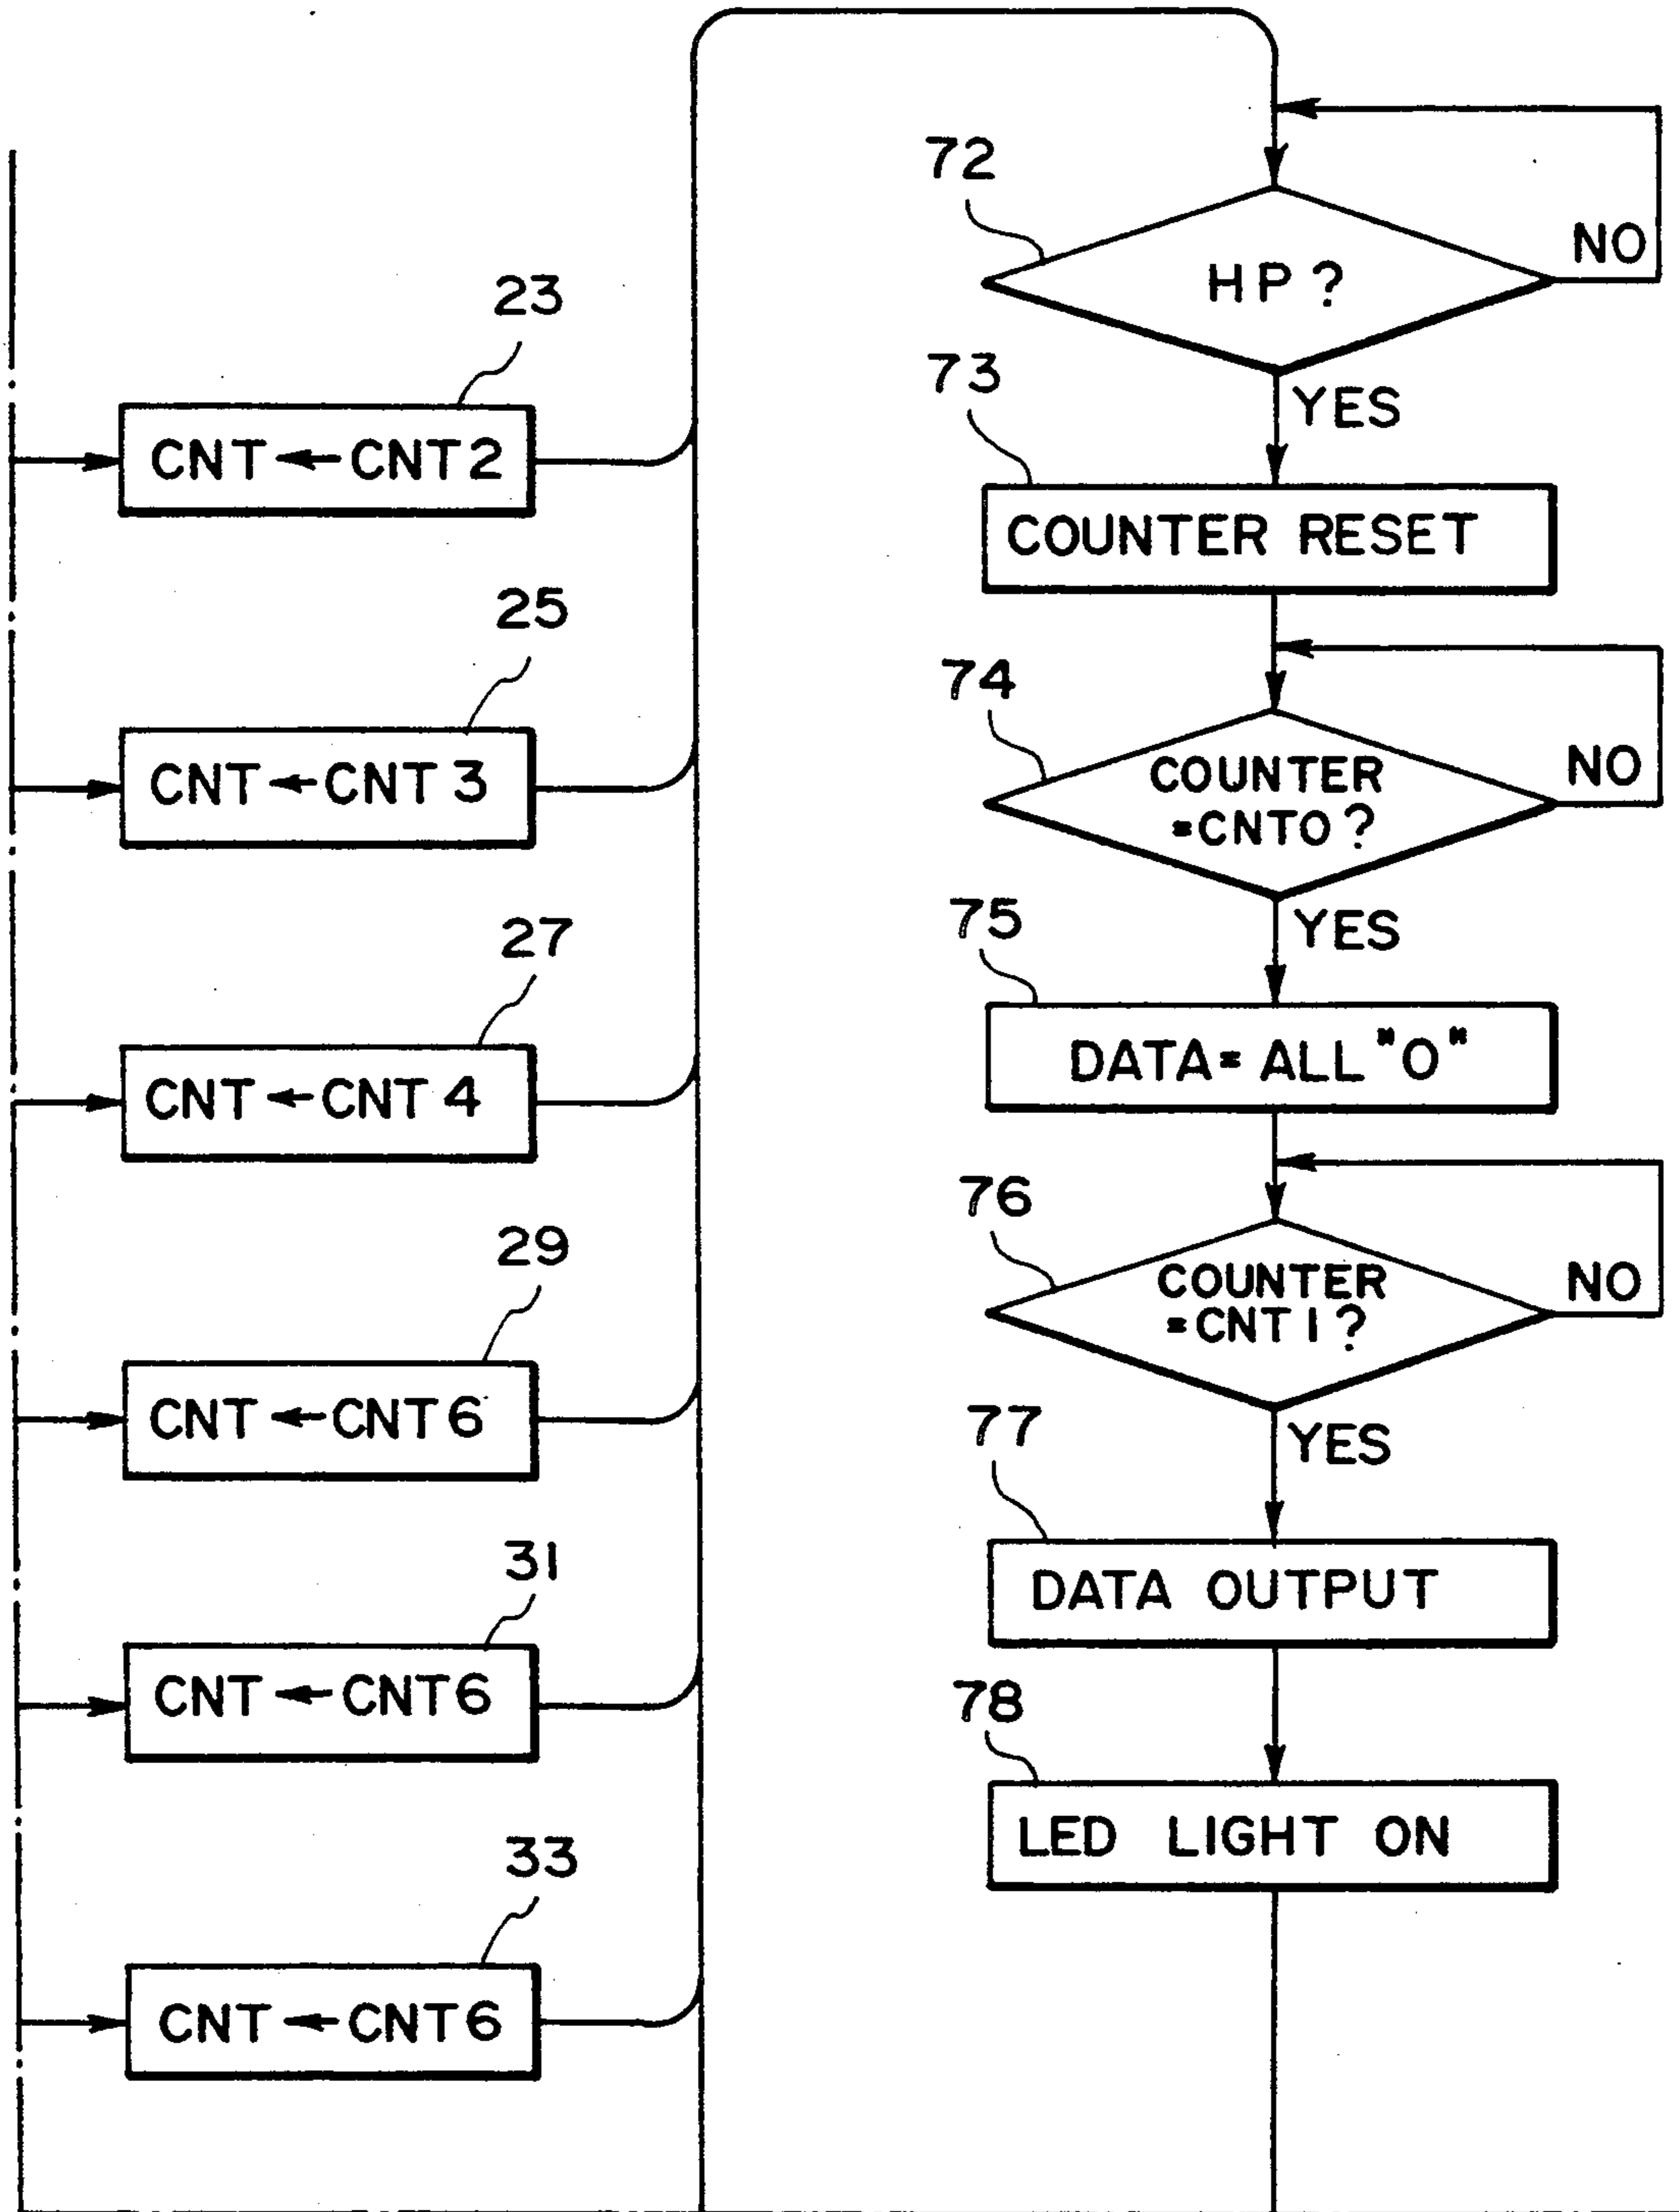 23
CNT ← CNT2
25
CNT ← CNT3
27
CNT ← CNT4
29
CNT ← CNT6
31
CNT ← CNT6
33
CNT ← CNT6
72
HP?
NO
YES
73
COUNTER RESET
74
COUNTER
=CNT0?
NO
YES
75
DATA= ALL "0"
76
COUNTER
=CNT1?
NO
YES
77
DATA OUTPUT
78
LED LIGHT ON